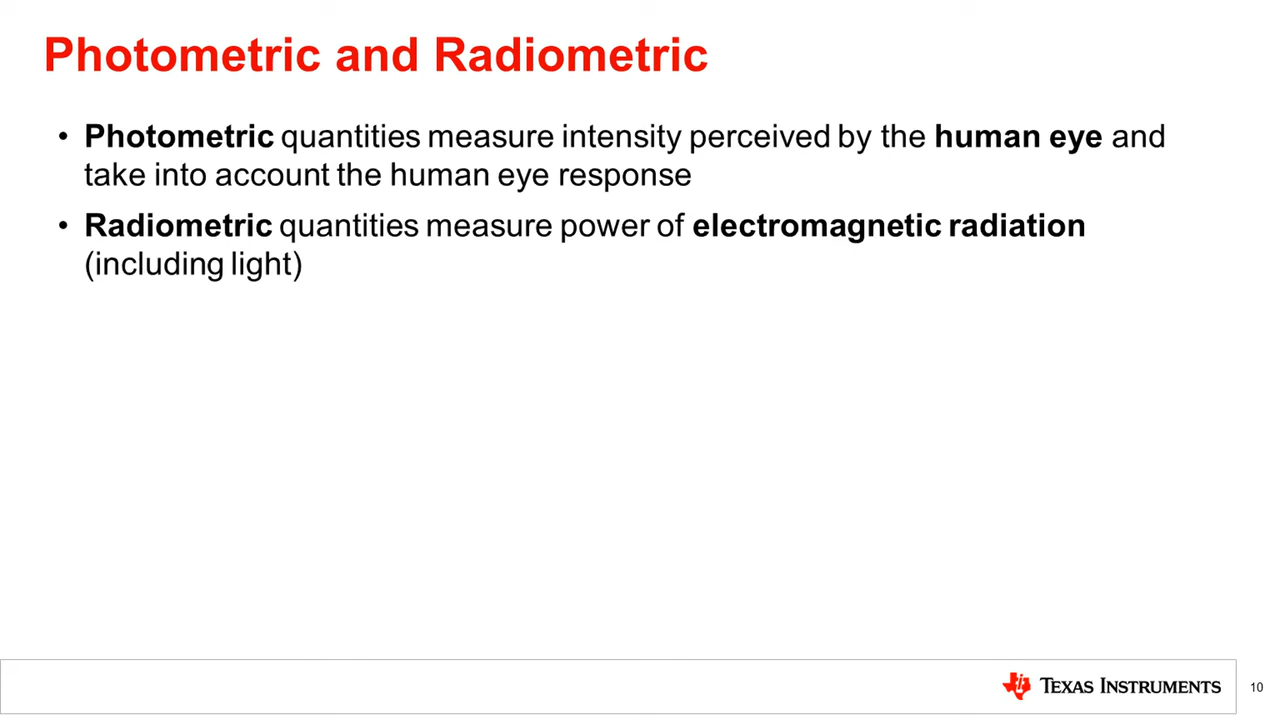 Photometric and Radiometric
• Photometric quantities measure intensity perceived by the human eye and
take into account the human eye response
• Radiometric quantities measure power of electromagnetic radiation
(including light)
Texas Instruments
10